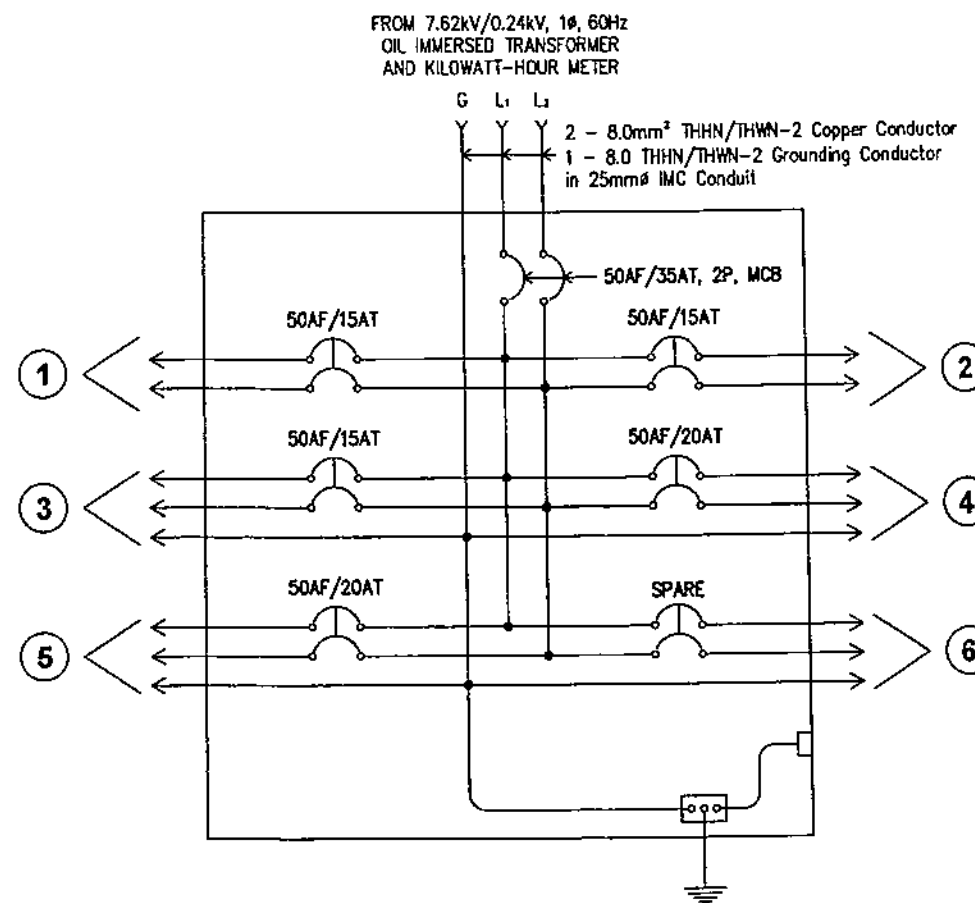 FROM 7.62kV/0.24kV, 1ø, 60Hz
OIL IMMERSED TRANSFORMER
AND KILOWATT-HOUR METER
G L₁ L₂
2 - 8.0mm² THHN/THWN-2 Copper Conductor
1 - 8.0 THHN/THWN-2 Grounding Conductor
in 25mmø IMC Conduit
50AF/35AT, 2P, MCB
50AF/15AT 50AF/15AT
1 2
50AF/15AT 50AF/20AT
3 4
50AF/20AT SPARE
5 6